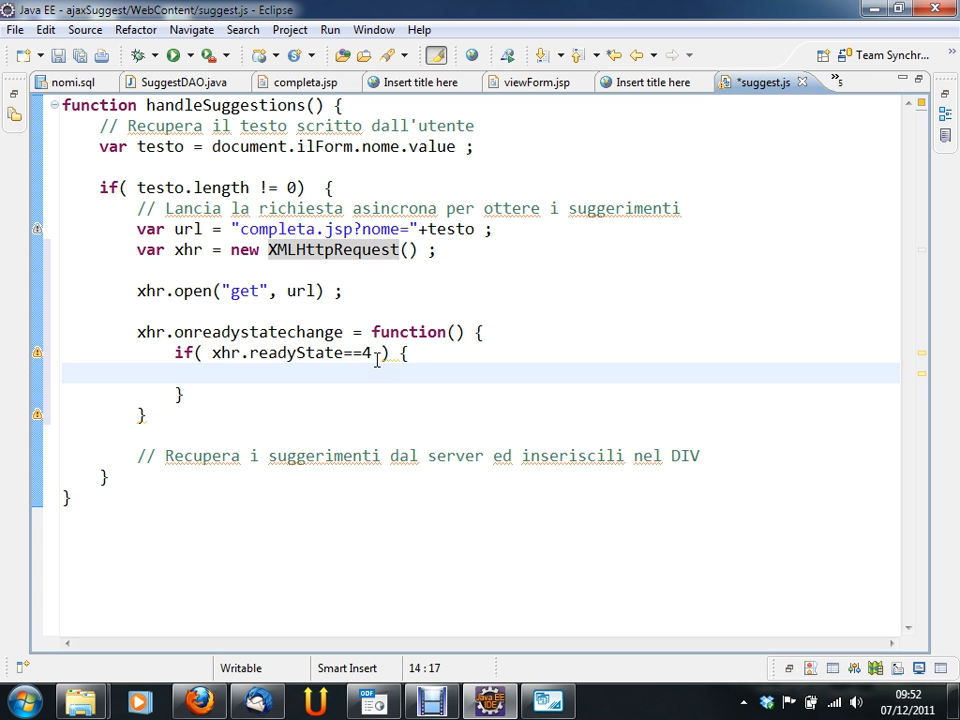 Java EE - ajaxSuggest/WebContent/suggest.js - Eclipse
File Edit Source Refactor Navigate Search Project Run Window Help
Team Synchr...
nomi.sql SuggestDAO.java completa.jsp Insert title here viewForm.jsp Insert title here *suggest.js »5
function handleSuggestions() {
// Recupera il testo scritto dall'utente
var testo = document.ilForm.nome.value ;
if( testo.length != 0) {
// Lancia la richiesta asincrona per ottere i suggerimenti
var url = "completa.jsp?nome="+testo ;
var xhr = new XMLHttpRequest() ;
xhr.open("get", url) ;
xhr.onreadystatechange = function() {
if( xhr.readyState==4 ) {
}
}
// Recupera i suggerimenti dal server ed inseriscili nel DIV
}
}
Writable Smart Insert 14 : 17
09:52
07/12/2011